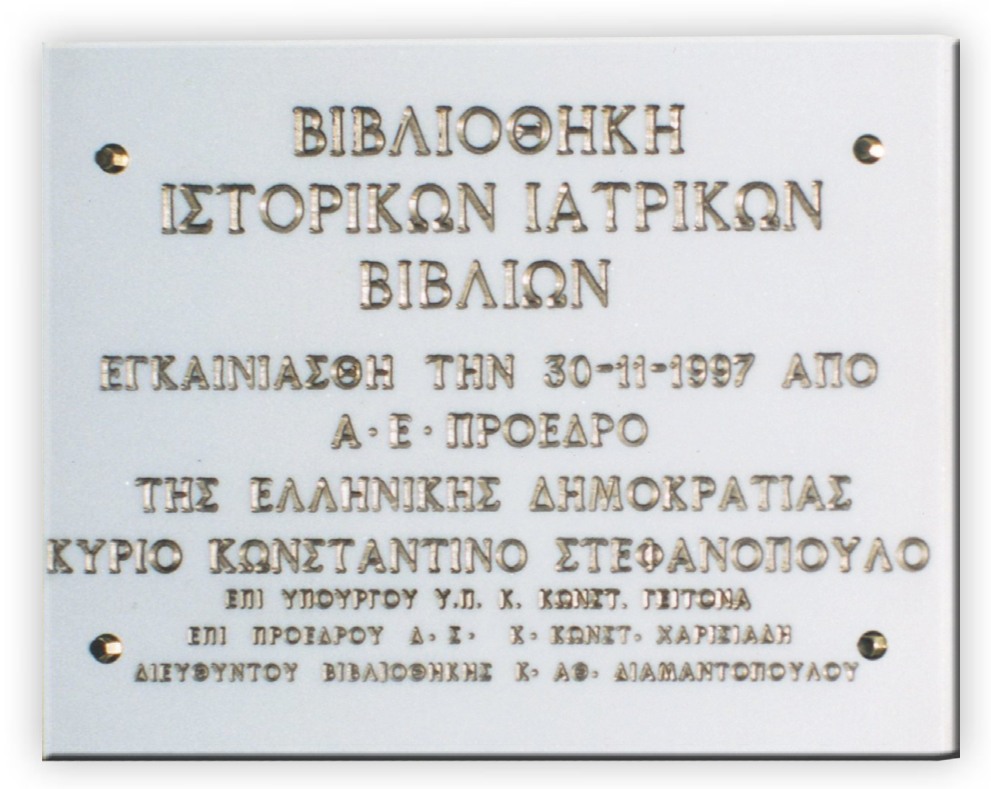 ΒΙΒΛΙΟΘΗΚΗ
ΙΣΤΟΡΙΚΩΝ ΙΑΤΡΙΚΩΝ
ΒΙΒΛΙΩΝ
ΕΓΚΑΙΝΙΑΣΘΗ ΤΗΝ 30-11-1997 ΑΠΟ
Α·Ε·ΠΡΟΕΔΡΟ
ΤΗΣ ΕΛΛΗΝΙΚΗΣ ΔΗΜΟΚΡΑΤΙΑΣ
ΚΥΡΙΟ ΚΩΝΣΤΑΝΤΙΝΟ ΣΤΕΦΑΝΟΠΟΥΛΟ
ΕΠΙ ΥΠΟΥΡΓΟΥ Υ.Π. Κ. ΚΩΝΣΤ. ΓΕΙΤΟΝΑ
ΕΠΙ ΠΡΟΕΔΡΟΥ Δ·Σ· Κ·ΚΩΝΣΤ·ΧΑΡΙΣΙΑΔΗ
ΔΙΕΥΘΥΝΤΟΥ ΒΙΒΛΙΟΘΗΚΗΣ Κ·ΑΘ·ΔΙΑΜΑΝΤΟΠΟΥΛΟΥ